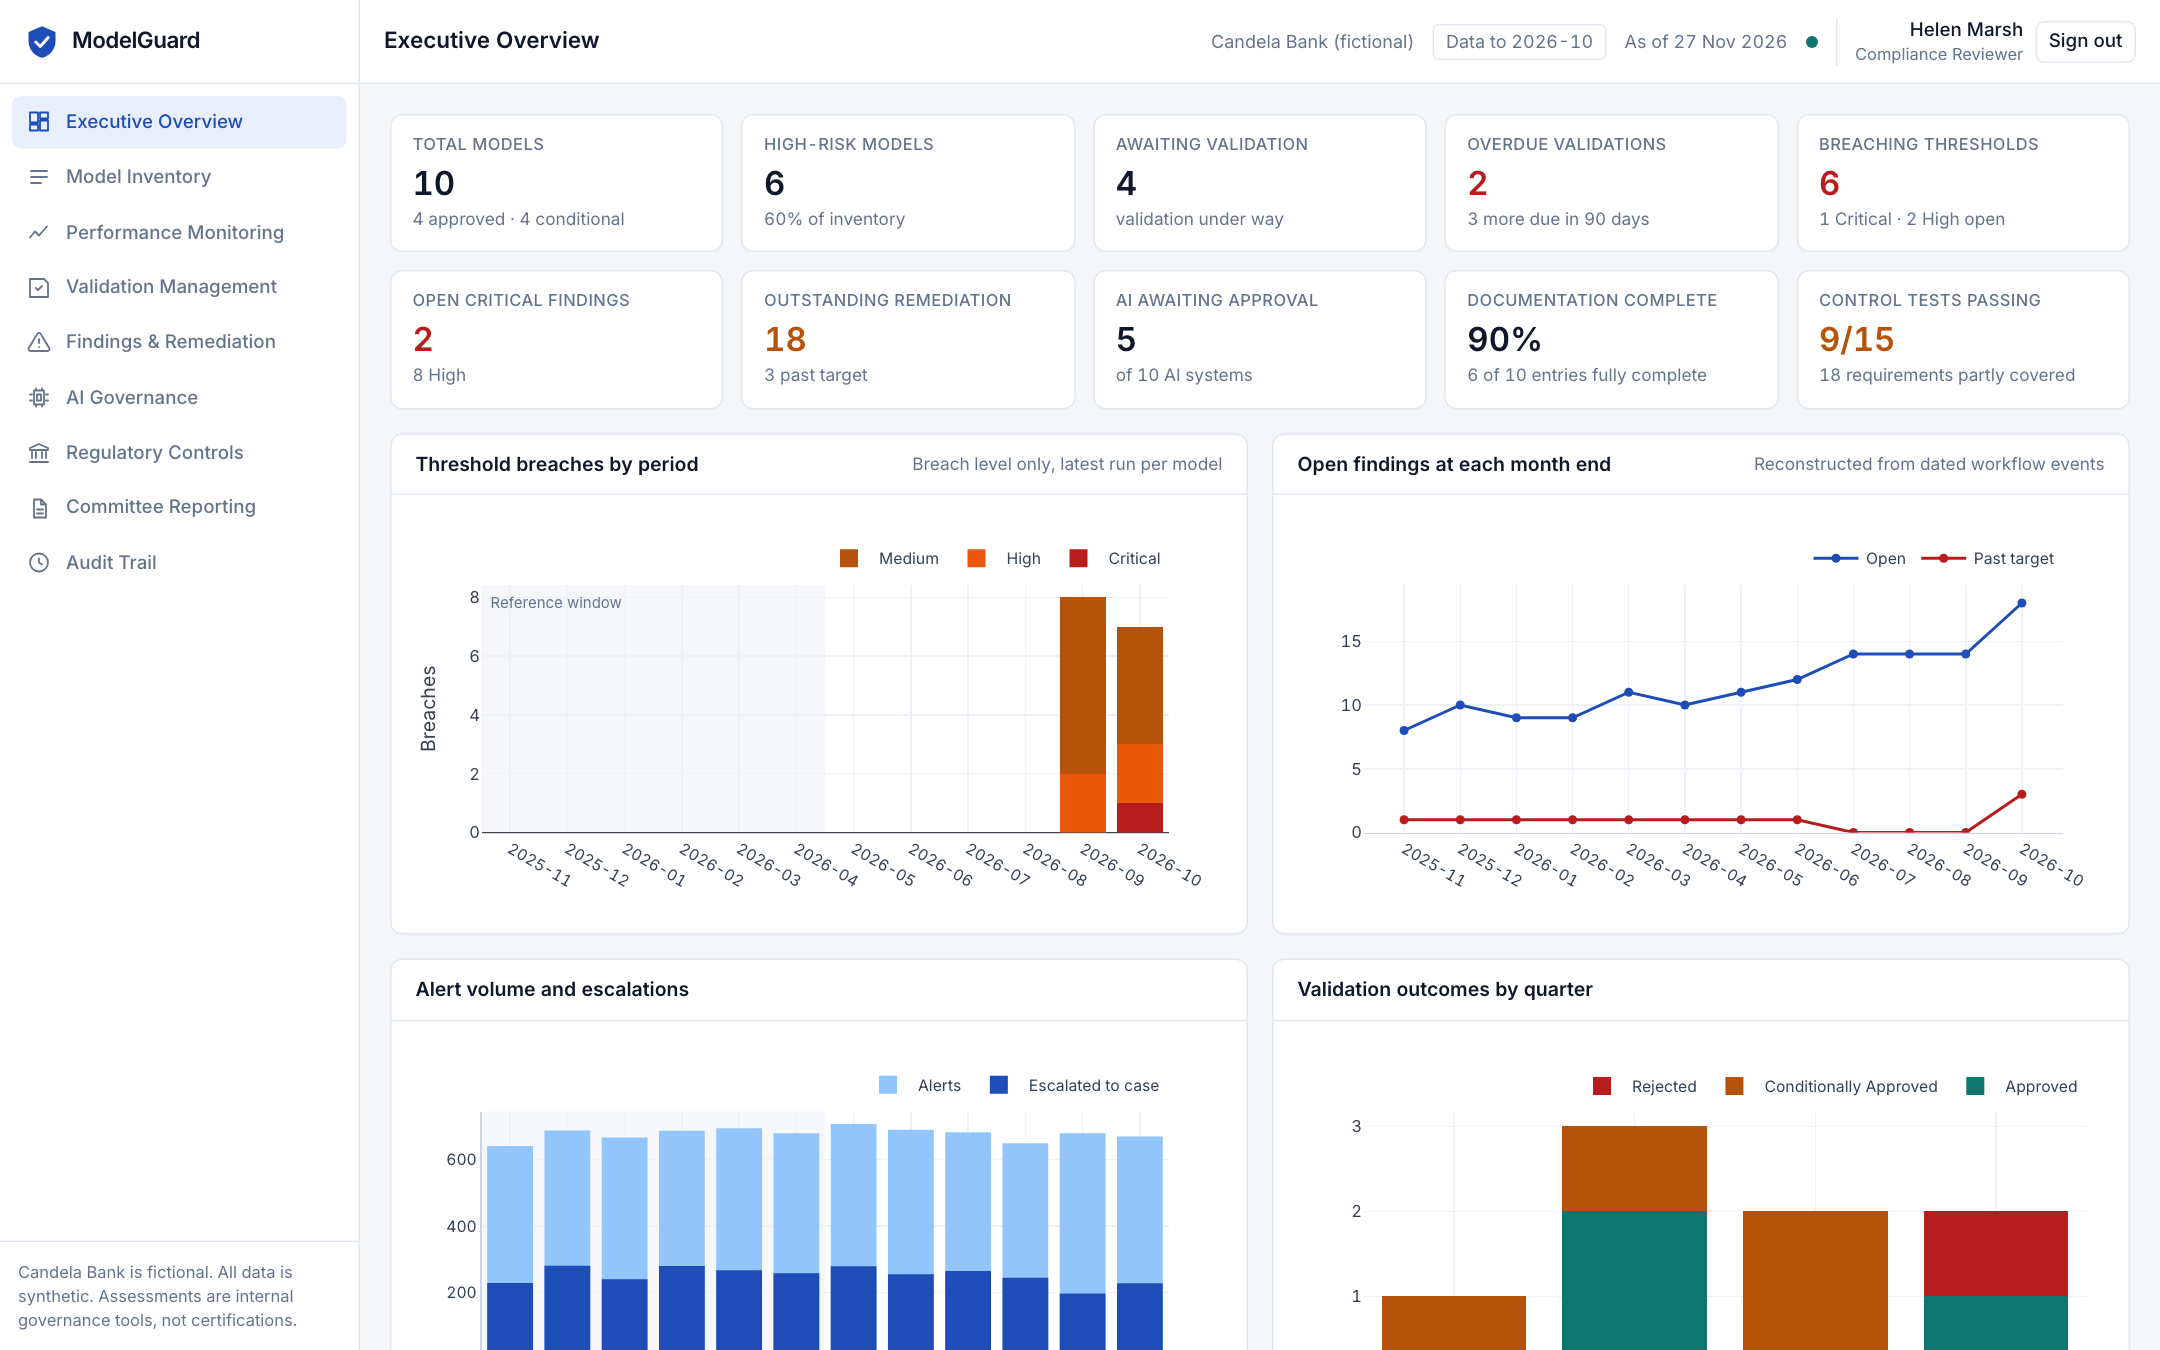 ModelGuard
Executive Overview
Candela Bank (fictional)
Data to 2026-10
As of 27 Nov 2026
Helen Marsh
Compliance Reviewer
Sign out
Executive Overview
Model Inventory
Performance Monitoring
Validation Management
Findings & Remediation
AI Governance
Regulatory Controls
Committee Reporting
Audit Trail
Candela Bank is fictional. All data is
synthetic. Assessments are internal
governance tools, not certifications.
TOTAL MODELS
10
4 approved · 4 conditional
HIGH-RISK MODELS
6
60% of inventory
AWAITING VALIDATION
4
validation under way
OVERDUE VALIDATIONS
2
3 more due in 90 days
BREACHING THRESHOLDS
6
1 Critical · 2 High open
OPEN CRITICAL FINDINGS
2
8 High
OUTSTANDING REMEDIATION
18
3 past target
AI AWAITING APPROVAL
5
of 10 AI systems
DOCUMENTATION COMPLETE
90%
6 of 10 entries fully complete
CONTROL TESTS PASSING
9/15
18 requirements partly covered
Threshold breaches by period
Breach level only, latest run per model
Medium High Critical
Reference window
Breaches
8
6
4
2
0
2025-11 2025-12 2026-01 2026-02 2026-03 2026-04 2026-05 2026-06 2026-07 2026-08 2026-09 2026-10
Open findings at each month end
Reconstructed from dated workflow events
Open Past target
15
10
5
0
2025-11 2025-12 2026-01 2026-02 2026-03 2026-04 2026-05 2026-06 2026-07 2026-08 2026-09 2026-10
Alert volume and escalations
Alerts Escalated to case
600
400
200
Validation outcomes by quarter
Rejected Conditionally Approved Approved
3
2
1